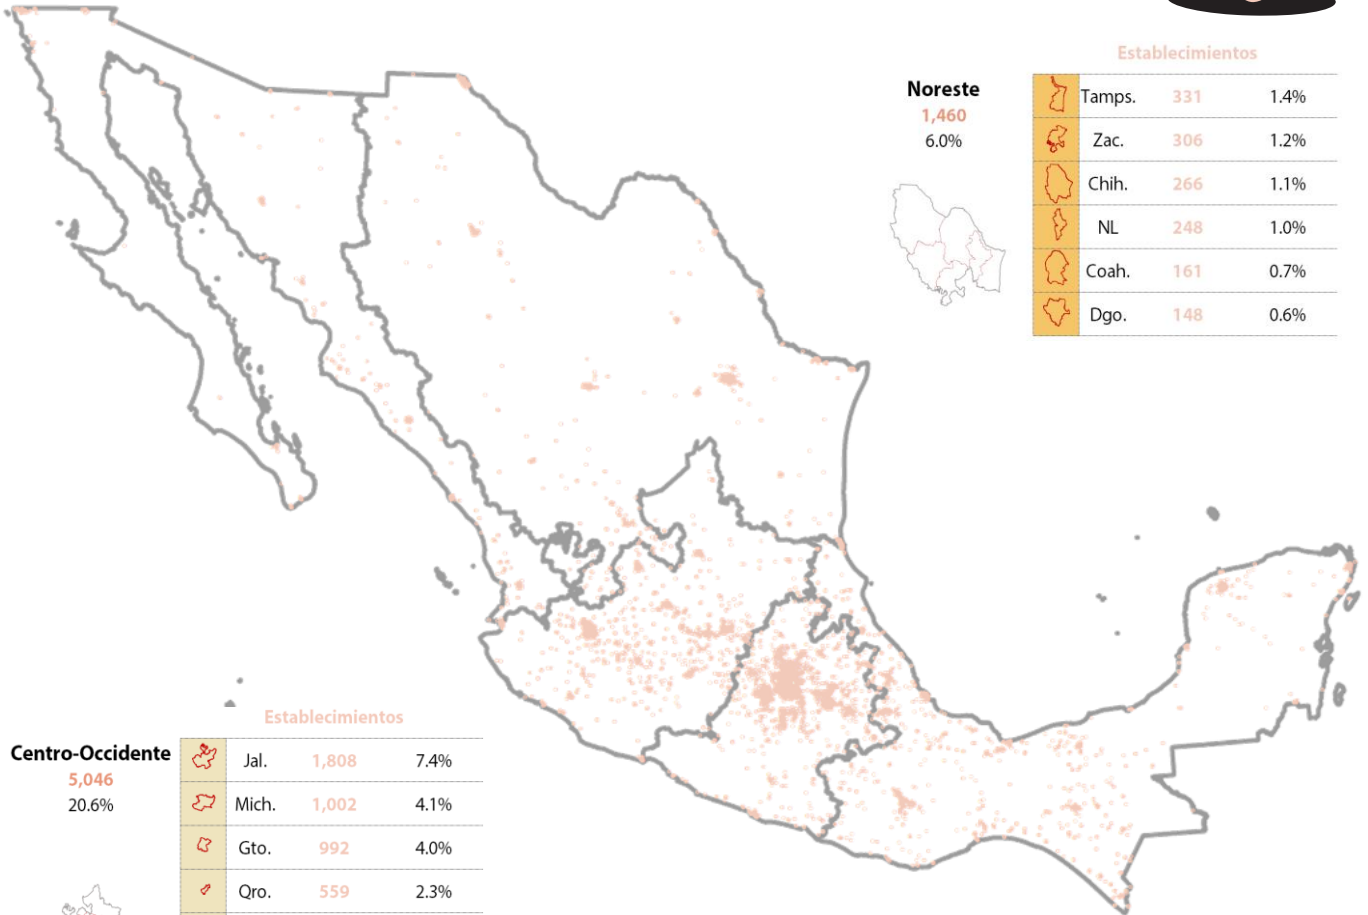 Establecimientos
Noreste
1,460
6.0%
Tamps. 331 1.4%
Zac. 306 1.2%
Chih. 266 1.1%
NL 248 1.0%
Coah. 161 0.7%
Dgo. 148 0.6%
Establecimientos
Centro-Occidente
5,046
20.6%
Jal. 1,808 7.4%
Mich. 1,002 4.1%
Gto. 992 4.0%
Qro. 559 2.3%